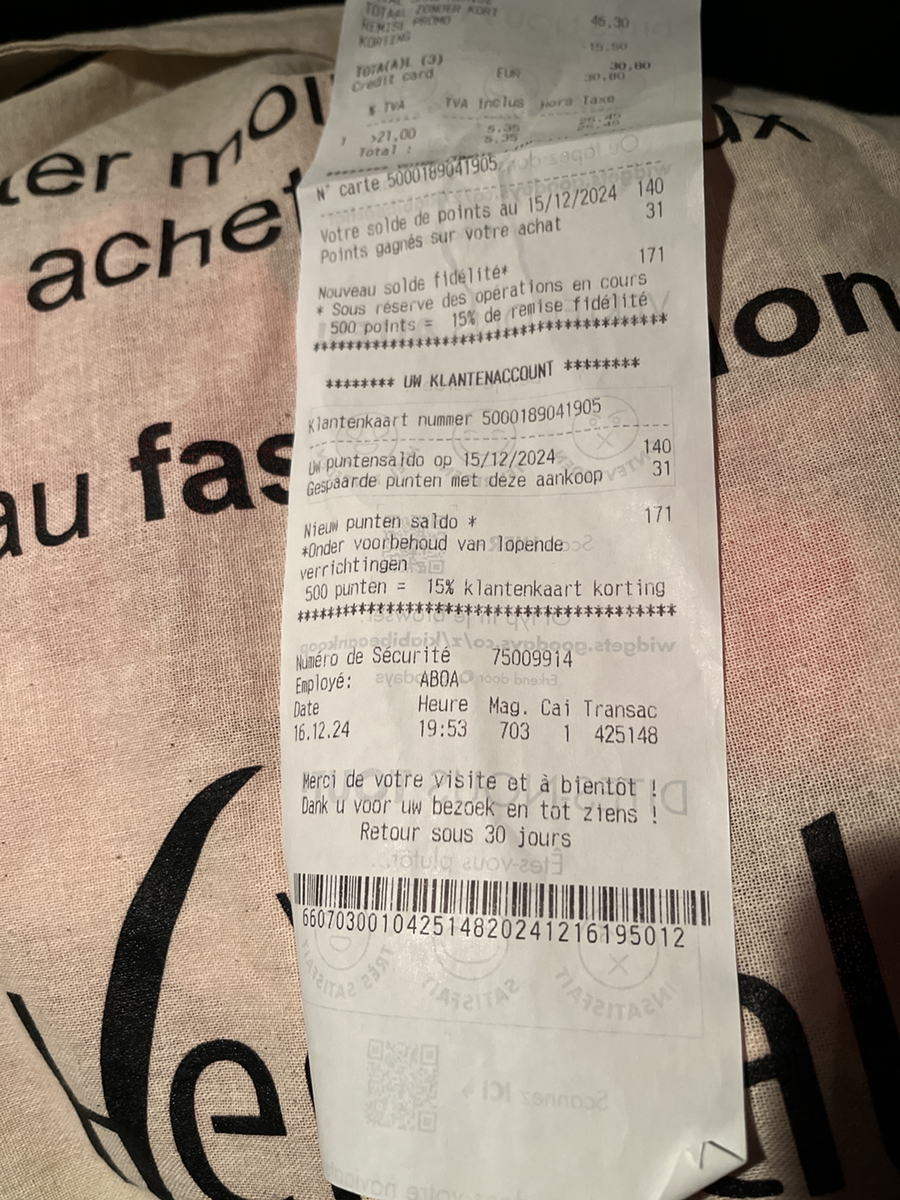 TOTAAL ZONDER KORT 46,30
REMISE PROMO
KORTING -15,50
TOTA(A)L (3) 30,80
Credit card EUR 30,80
% TVA TVA Inclus Hors Taxe
>21,00 5.35 25.45
Total : 5.35 25.45
N° carte 5000189041905
Votre solde de points au 15/12/2024 140
Points gagnés sur votre achat 31
Nouveau solde fidélité* 171
* Sous réserve des opérations en cours
500 points = 15% de remise fidélité
****************************************
******** UW KLANTENACCOUNT ********
Klantenkaart nummer 5000189041905
Uw puntensaldo op 15/12/2024 140
Gespaarde punten met deze aankoop 31
Nieuw punten saldo * 171
*Onder voorbehoud van lopende
verrichtingen
500 punten = 15% klantenkaart korting
****************************************
Numéro de Sécurité 75009914
Employé: ABOA
Date Heure Mag. Cai Transac
16.12.24 19:53 703 1 425148
Merci de votre visite et à bientôt !
Dank u voor uw bezoek en tot ziens !
Retour sous 30 jours
660703001042514820241216195012
au fas